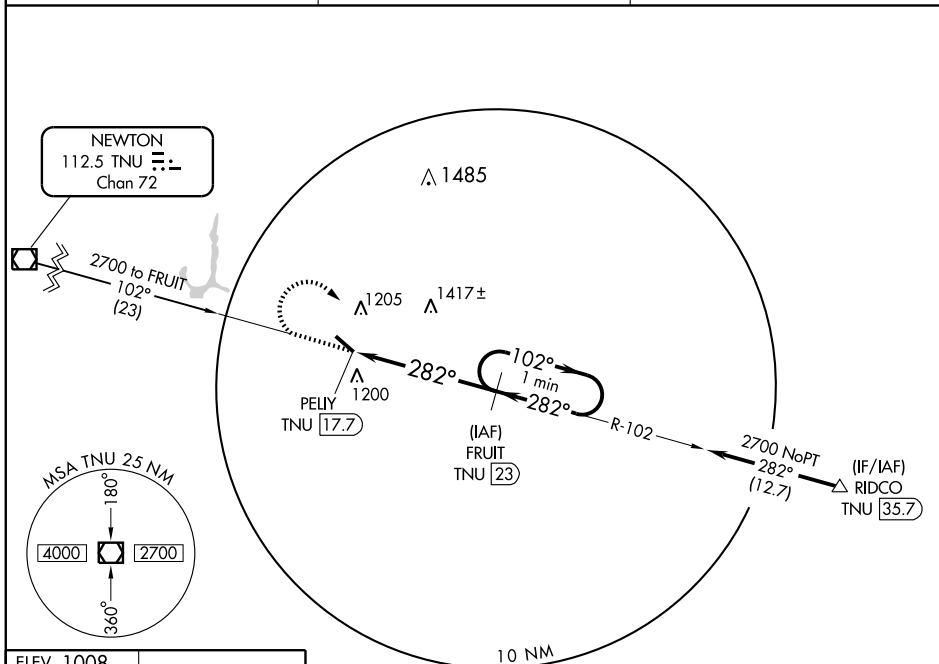 NEWTON
112.5 TNU
Chan 72
1485
2700 to FRUIT
102°
(23)
1205
1417±
282°
102°
1 min
282°
1200
PELIY
TNU 17.7
(IAF)
FRUIT
TNU 23
R-102
2700 NoPT
282°
(12.7)
(IF/IAF)
RIDCO
TNU 35.7
MSA TNU 25 NM
180°
4000
2700
360°
10 NM
ELEV 1008